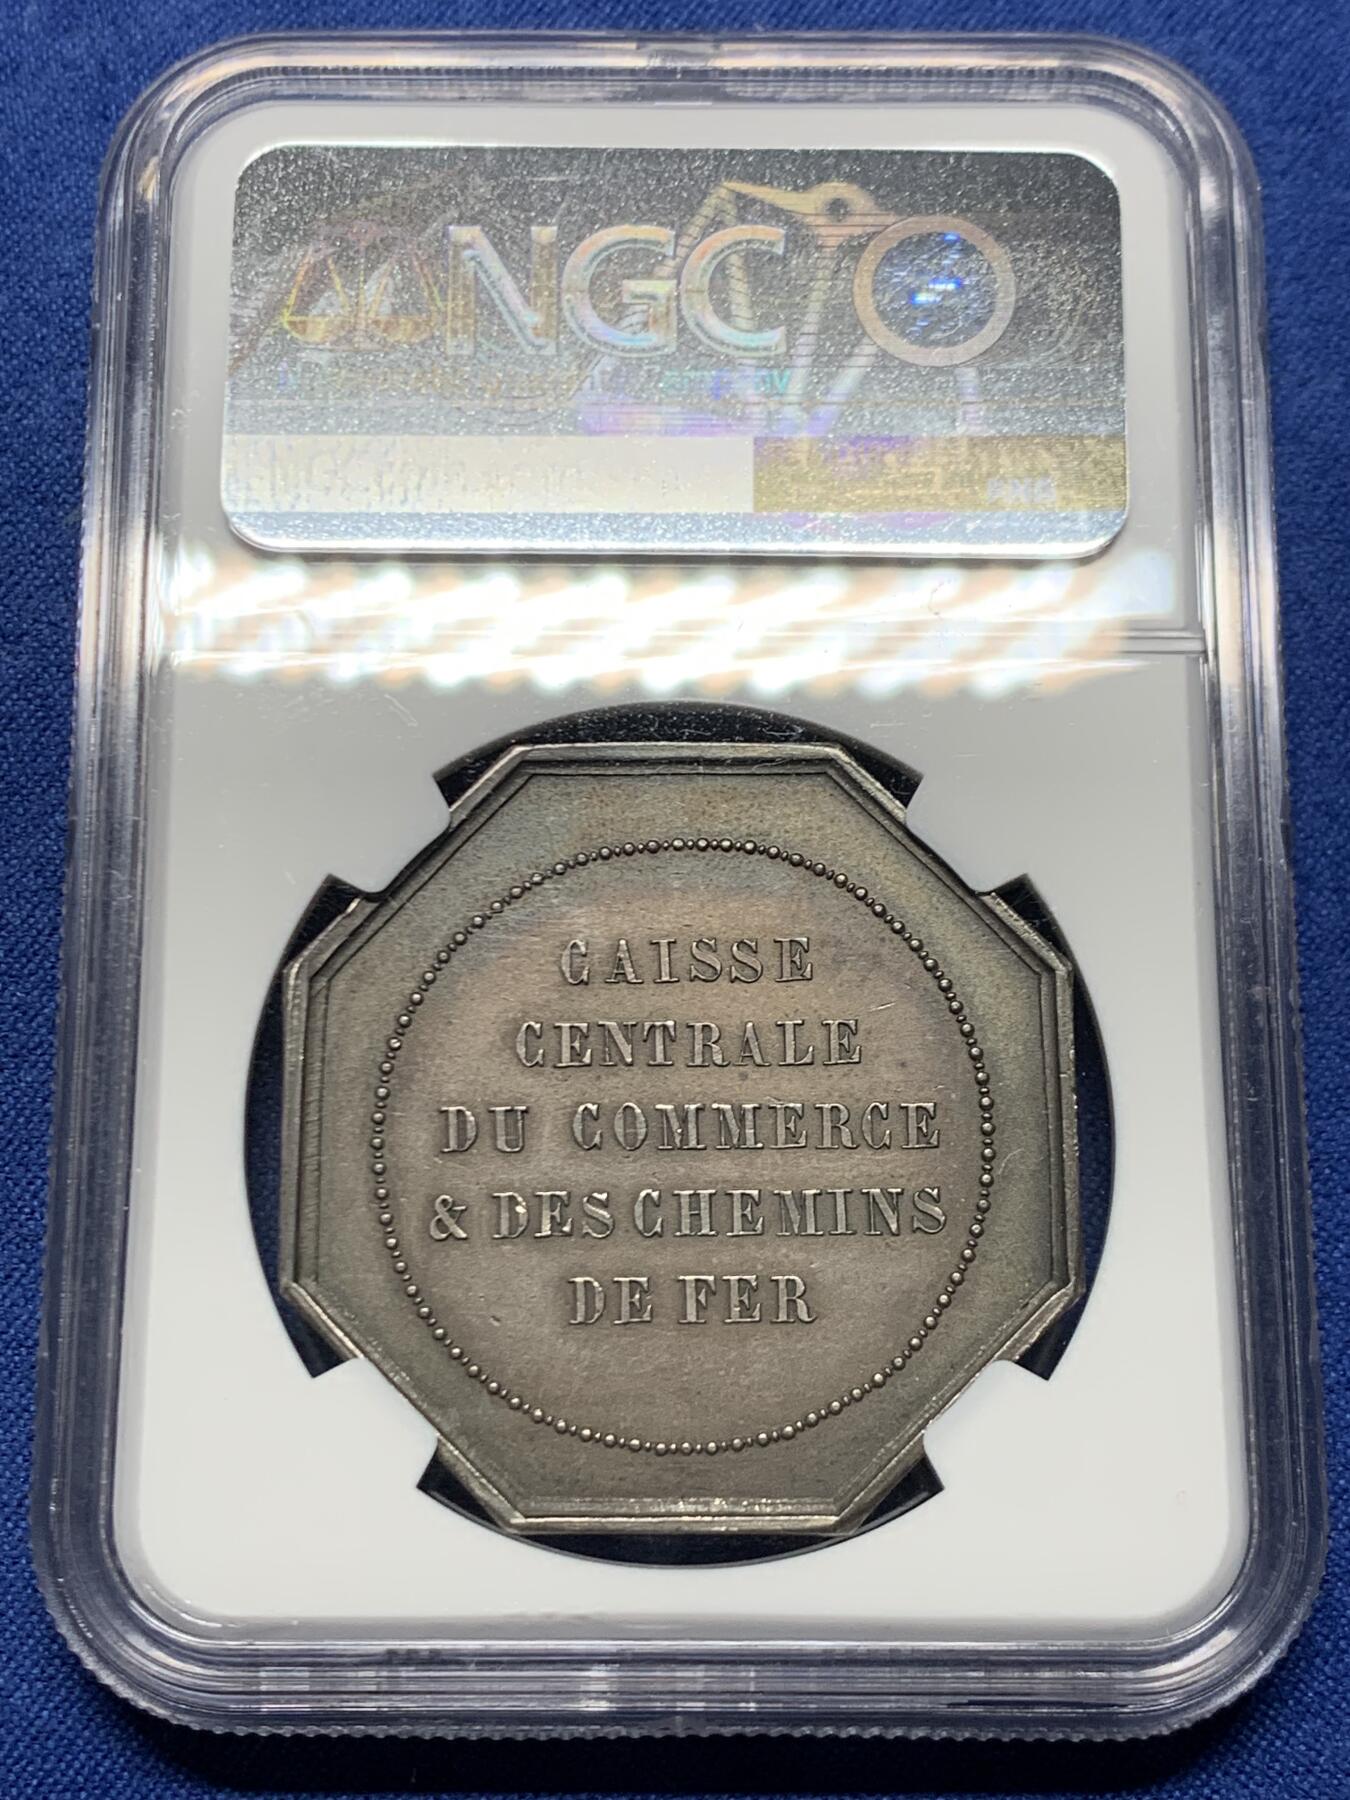 NGC
CAISSE
CENTRALE
DU COMMERCE
& DES CHEMINS
DE FER